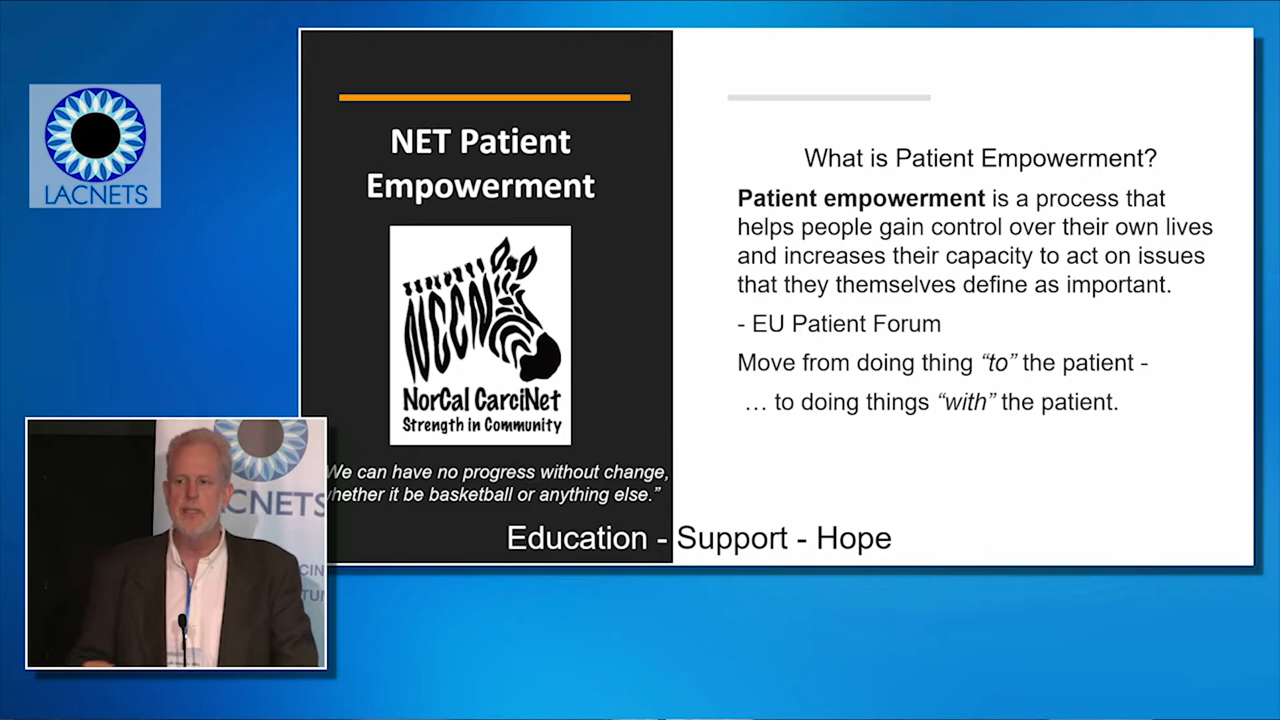 LACNETS
NET Patient
Empowerment
NCCN
NorCal CarciNet
Strength in Community
We can have no progress without change,
whether it be basketball or anything else.”
Education - Support - Hope
What is Patient Empowerment?
Patient empowerment is a process that
helps people gain control over their own lives
and increases their capacity to act on issues
that they themselves define as important.
- EU Patient Forum
Move from doing thing “to” the patient -
… to doing things “with” the patient.
ACNETS
CIN
TU